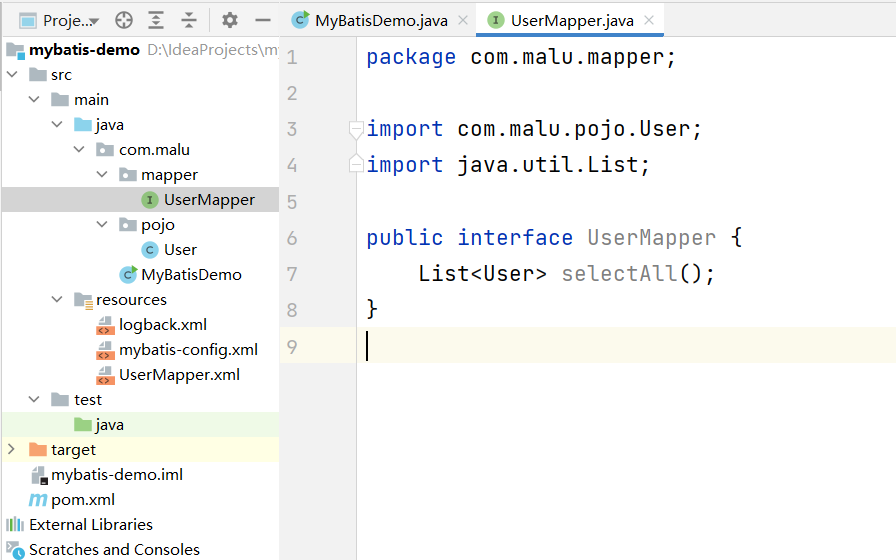 Proje...
mybatis-demo D:\IdeaProjects\my
src
main
java
com.malu
mapper
UserMapper
pojo
User
MyBatisDemo
resources
logback.xml
mybatis-config.xml
UserMapper.xml
test
java
target
mybatis-demo.iml
pom.xml
External Libraries
Scratches and Consoles
MyBatisDemo.java
UserMapper.java
1 package com.malu.mapper;
2
3 import com.malu.pojo.User;
4 import java.util.List;
5
6 public interface UserMapper {
7 List<User> selectAll();
8 }
9